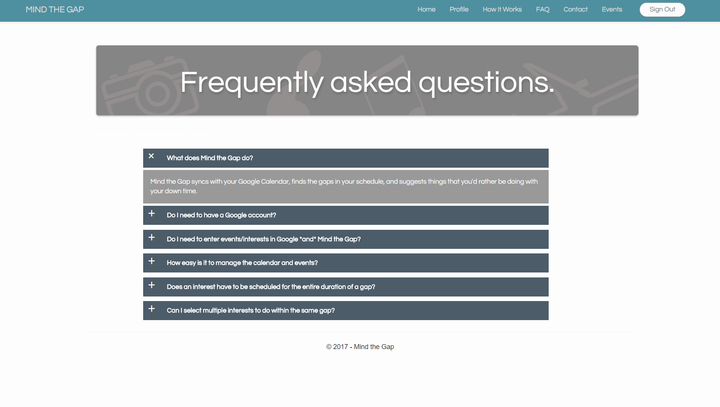 MIND THE GAP
Home Profile How It Works FAQ Contact Events Sign Out
Frequently asked questions.
What does Mind the Gap do?
Mind the Gap syncs with your Google Calendar, finds the gaps in your schedule, and suggests things that you'd rather be doing with
your down time.
Do I need to have a Google account?
Do I need to enter events/interests in Google *and* Mind the Gap?
How easy is it to manage the calendar and events?
Does an interest have to be scheduled for the entire duration of a gap?
Can I select multiple interests to do within the same gap?
© 2017 - Mind the Gap